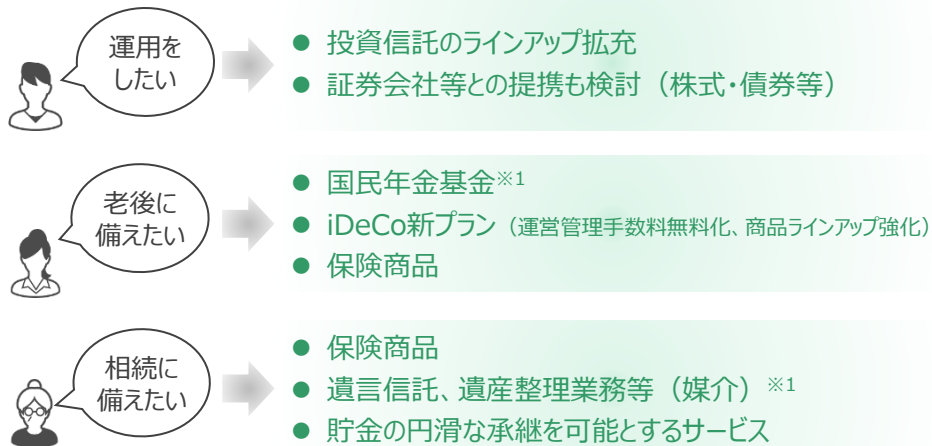 運用を
したい
● 投資信託のラインアップ拡充
● 証券会社等との提携も検討（株式・債券等）
老後に
備えたい
● 国民年金基金※1
● iDeCo新プラン（運営管理手数料無料化、商品ラインアップ強化）
● 保険商品
相続に
備えたい
● 保険商品
● 遺言信託、遺産整理業務等（媒介）※1
● 貯金の円滑な承継を可能とするサービス